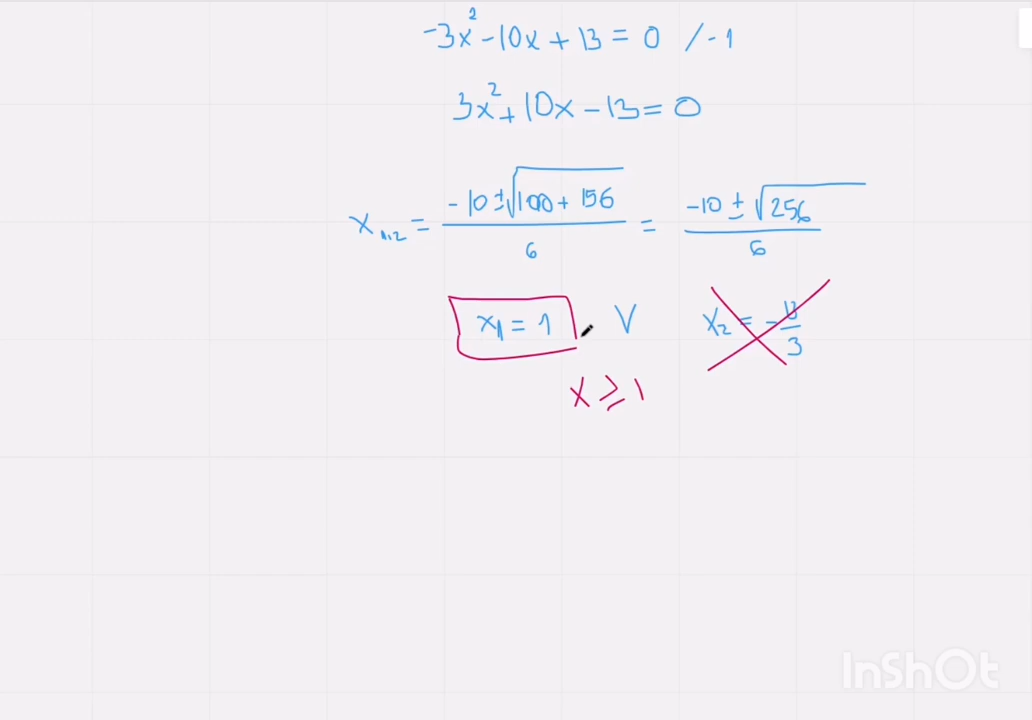 -3x² - 10x + 13 = 0 / -1
3x² + 10x - 13 = 0
x₁,₂ = (-10 ± √(100 + 156)) / 6 = (-10 ± √256) / 6
x₁ = 1 V x₂ = -13/3
x ≥ 1
InShOt